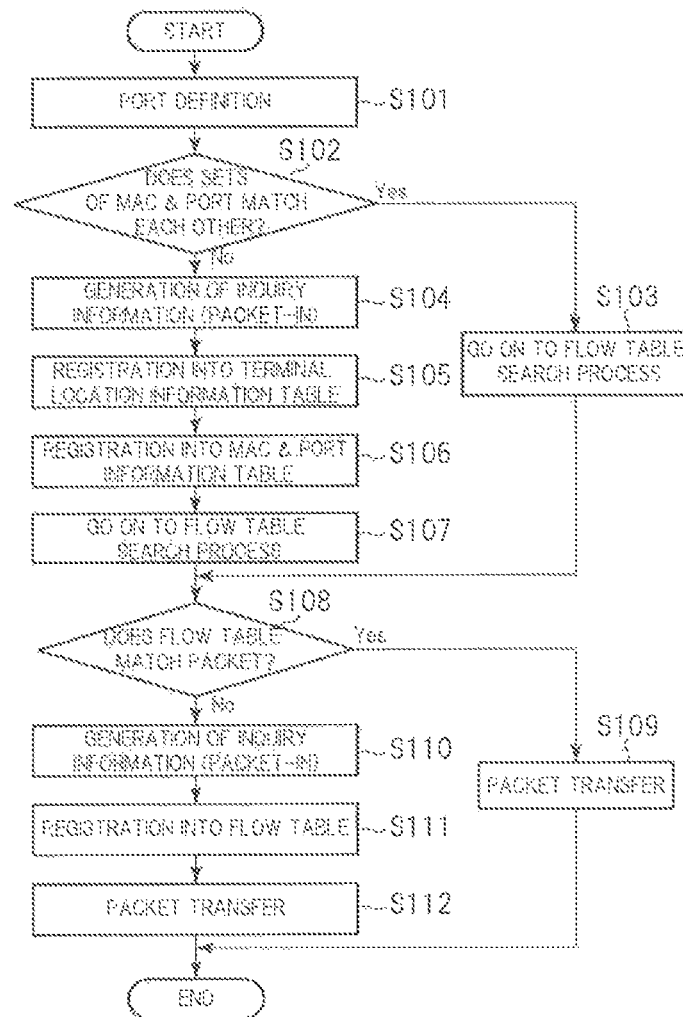 START
PORT DEFINITION
S101
S102
DOES SETS
OF MAC & PORT MATCH
EACH OTHER?
Yes
No
GENERATION OF INQUIRY
INFORMATION (PACKET-IN)
S104
S103
GO ON TO FLOW TABLE
SEARCH PROCESS
REGISTRATION INTO TERMINAL
LOCATION INFORMATION TABLE
S105
REGISTRATION INTO MAC & PORT
INFORMATION TABLE
S106
GO ON TO FLOW TABLE
SEARCH PROCESS
S107
S108
DOES FLOW TABLE
MATCH PACKET?
Yes
No
GENERATION OF INQUIRY
INFORMATION (PACKET-IN)
S110
S109
PACKET TRANSFER
REGISTRATION INTO FLOW TABLE
S111
PACKET TRANSFER
S112
END